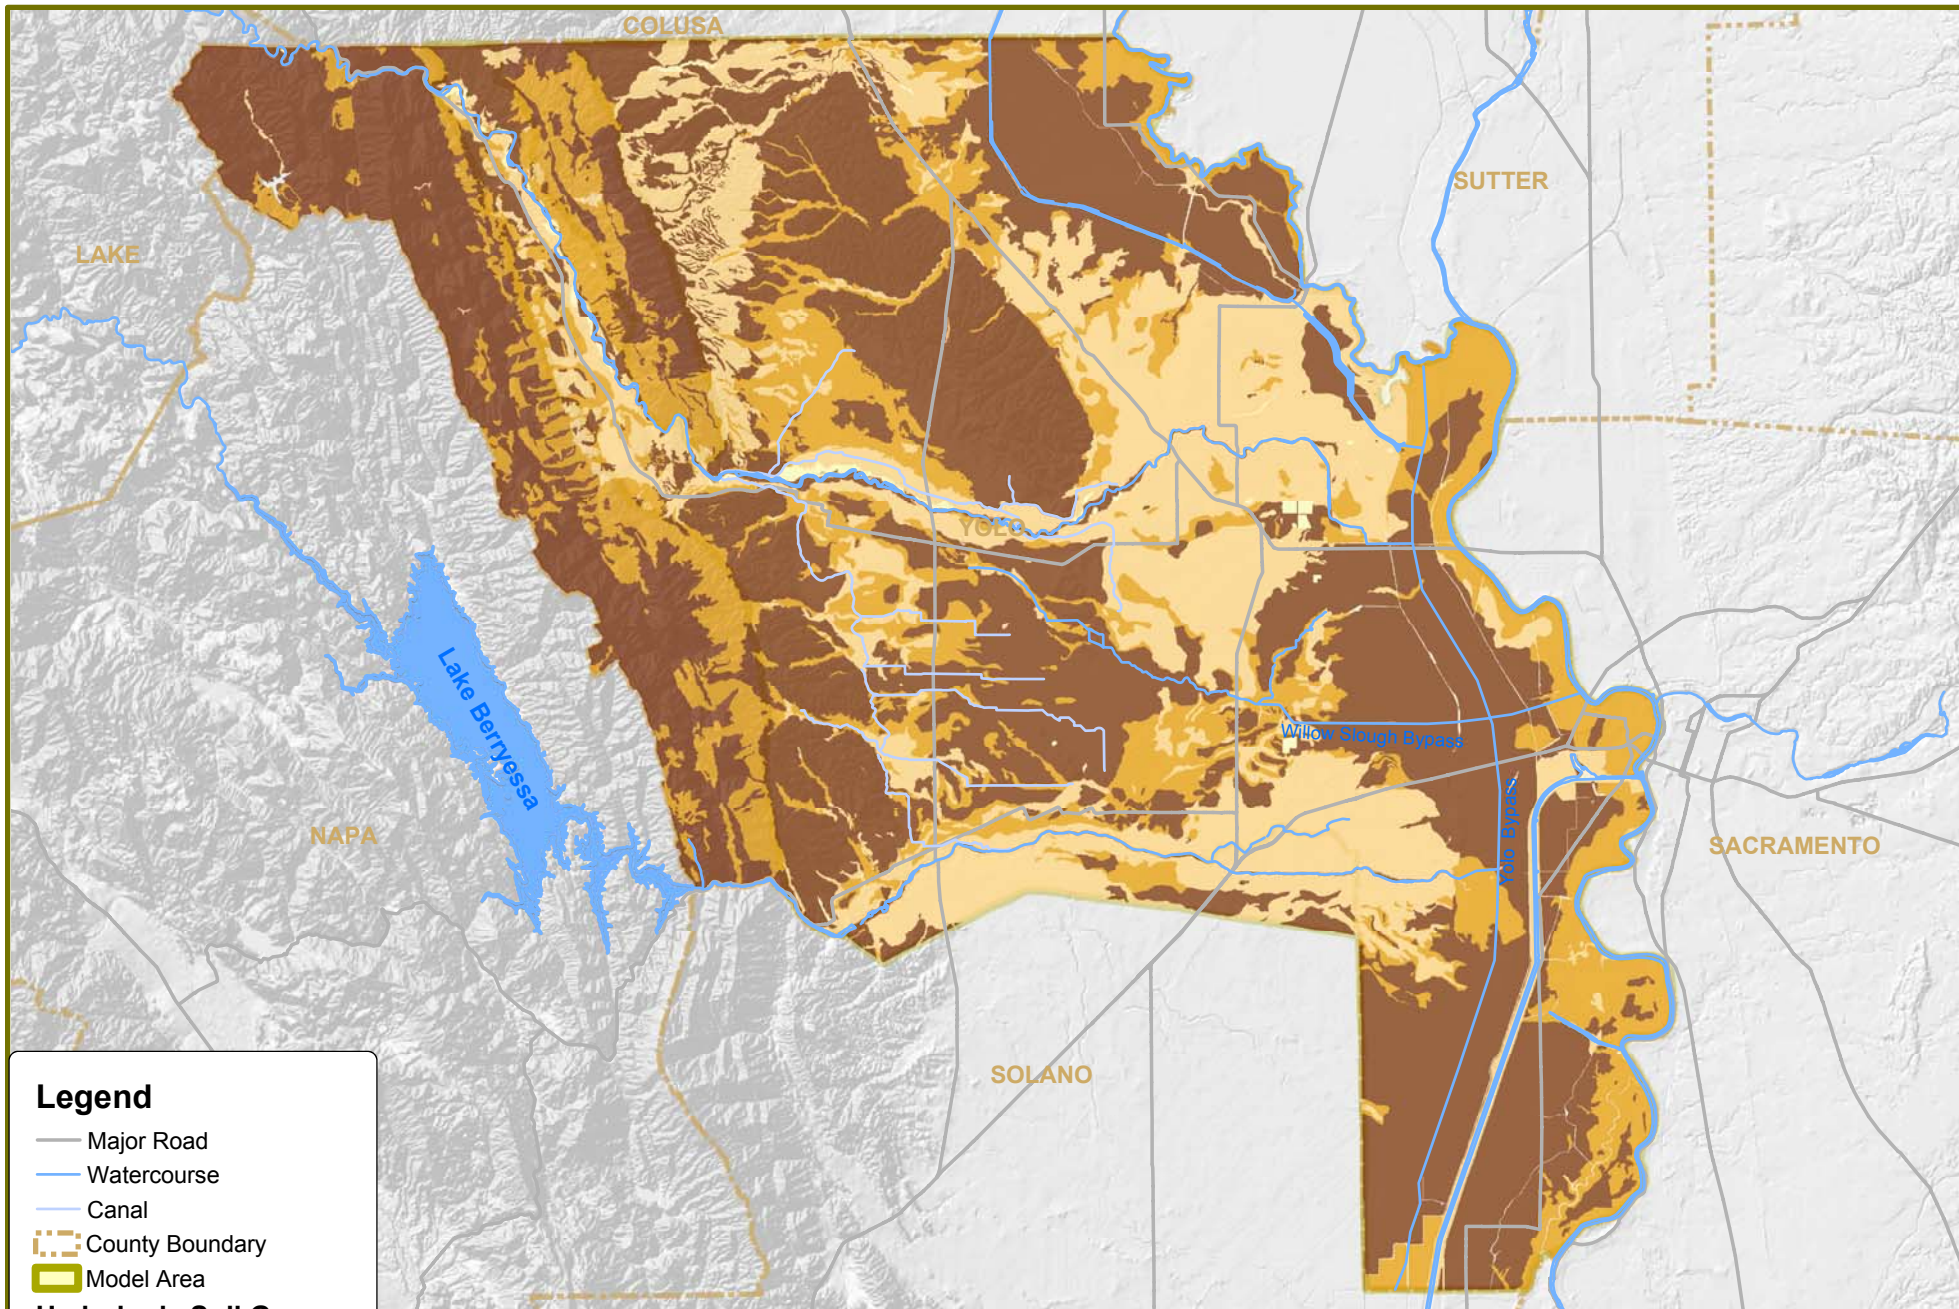 COLUSA
SUTTER
LAKE
YOLO
Lake Berryessa
Willow Slough Bypass
Yolo Bypass
NAPA
SACRAMENTO
SOLANO
Legend
Major Road
Watercourse
Canal
County Boundary
Model Area